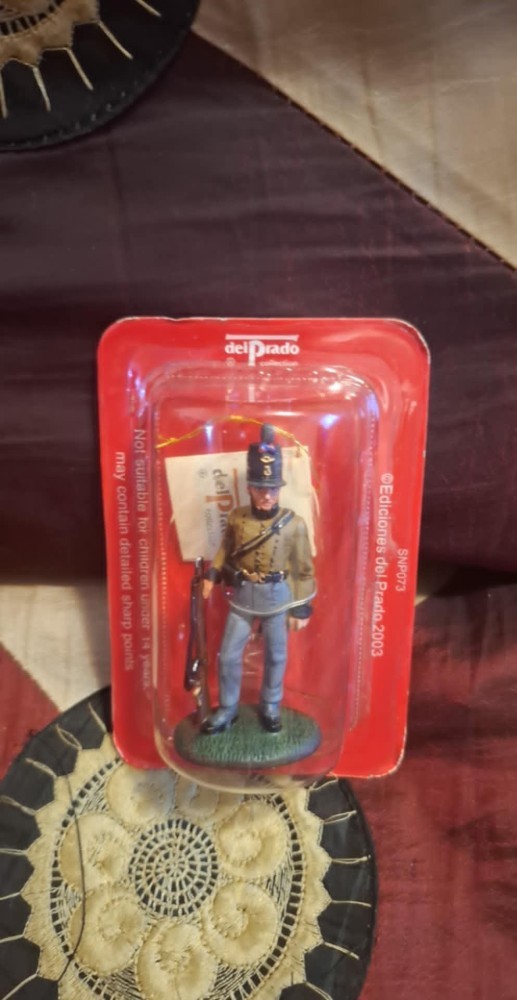 delPrado
collection
Not suitable for children under 14 years.
may contain detailed sharp points
delPrado
SNP073
©Ediciones del Prado 2003